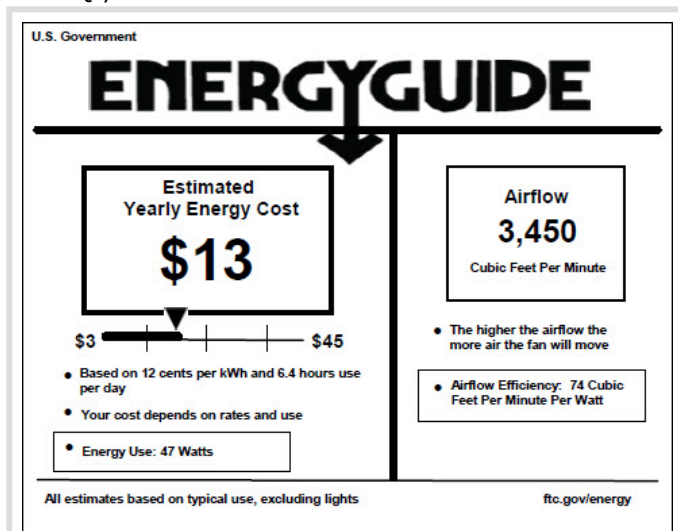 U.S. Government
ENERGYGUIDE
Estimated
Yearly Energy Cost
$13
$3
$45
• Based on 12 cents per kWh and 6.4 hours use
per day
• Your cost depends on rates and use
• Energy Use: 47 Watts
Airflow
3,450
Cubic Feet Per Minute
• The higher the airflow the
more air the fan will move
• Airflow Efficiency: 74 Cubic
Feet Per Minute Per Watt
All estimates based on typical use, excluding lights
ftc.gov/energy